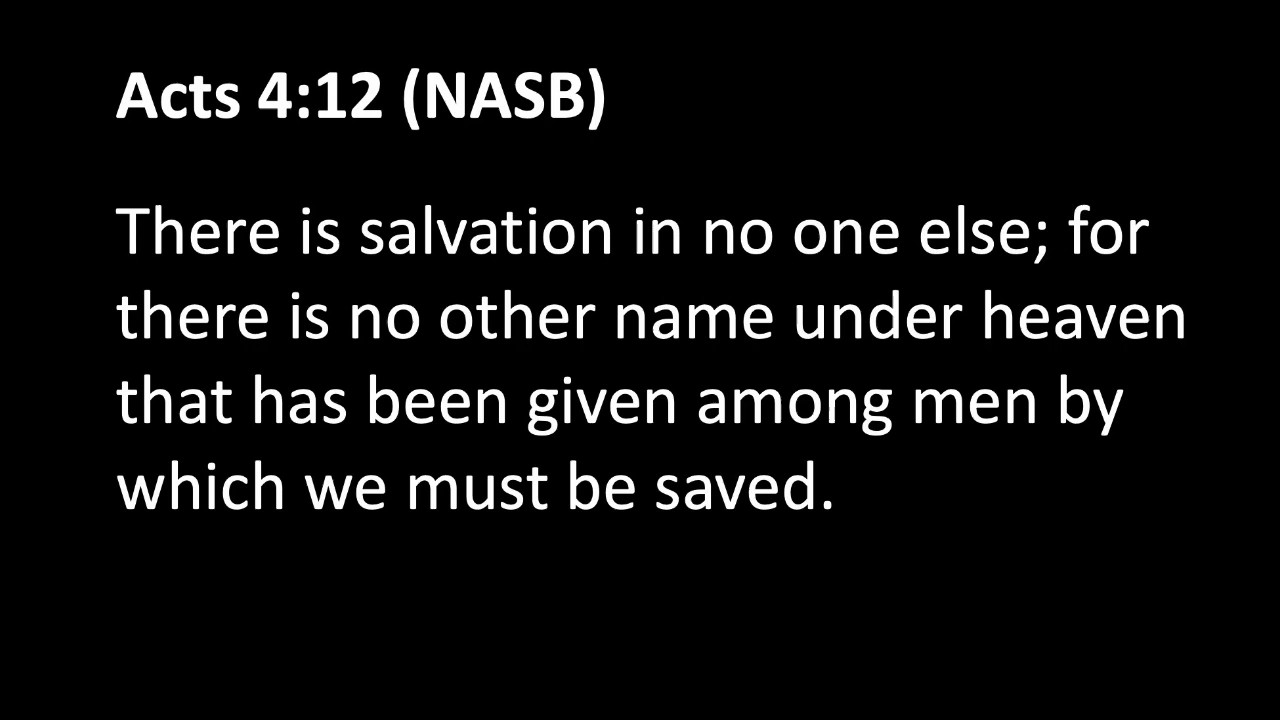 Acts 4:12 (NASB)
There is salvation in no one else; for
there is no other name under heaven
that has been given among men by
which we must be saved.